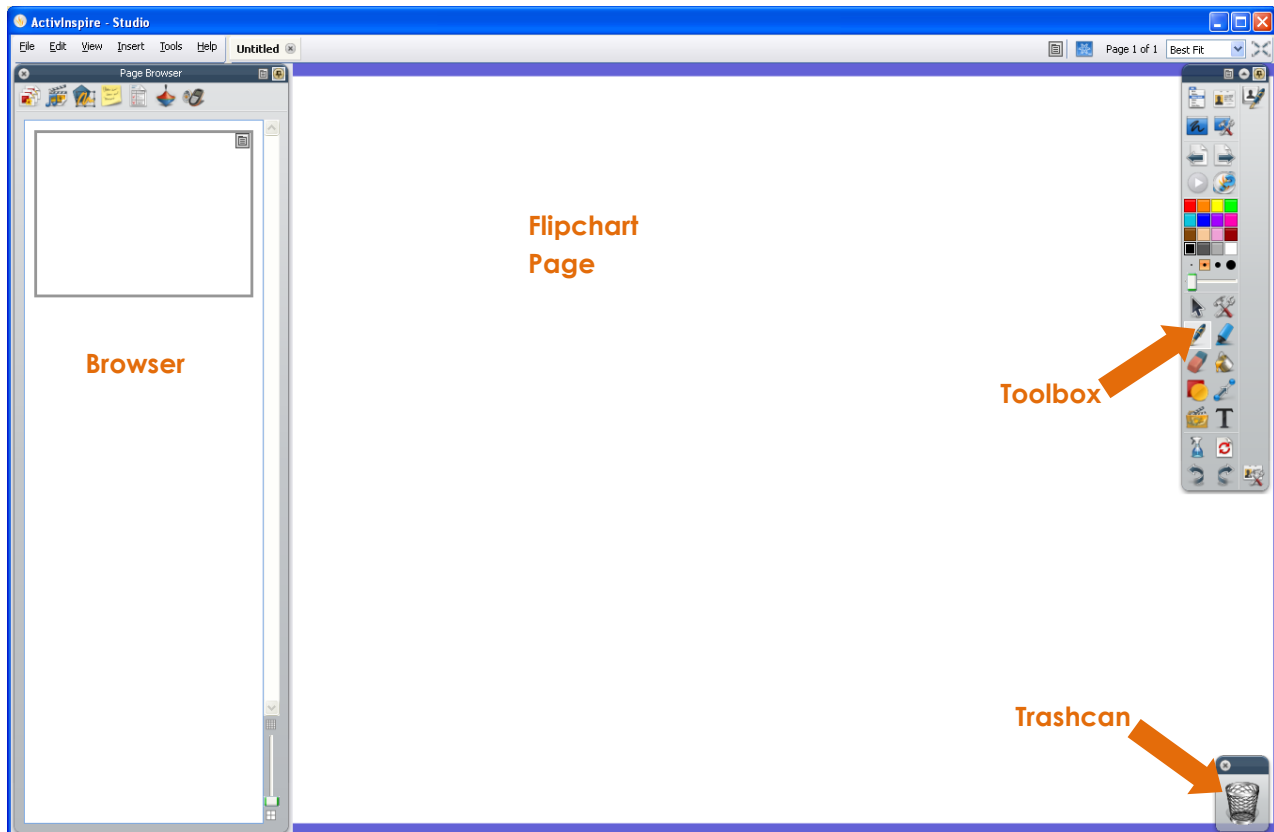 ActivInspire - Studio
File Edit View Insert Tools Help Untitled
Page 1 of 1 Best Fit
Page Browser
Flipchart
Page
Browser
Toolbox
T
Trashcan